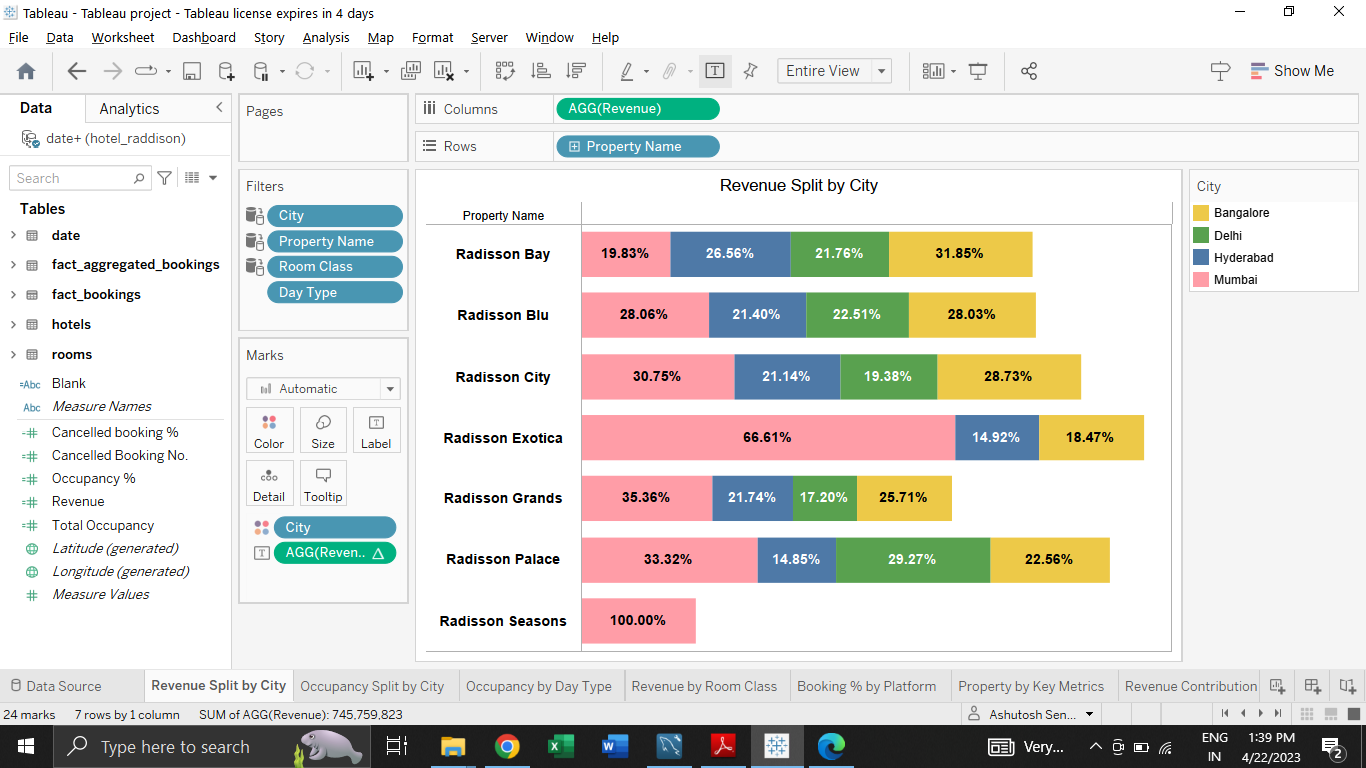 Tableau - Tableau project - Tableau license expires in 4 days
File Data Worksheet Dashboard Story Analysis Map Format Server Window Help
Entire View
Show Me
Data Analytics
date+ (hotel_raddison)
Search
Tables
date
fact_aggregated_bookings
fact_bookings
hotels
rooms
Abc Blank
Abc Measure Names
Cancelled booking %
Cancelled Booking No.
Occupancy %
Revenue
Total Occupancy
Latitude (generated)
Longitude (generated)
Measure Values
Pages
Filters
City
Property Name
Room Class
Day Type
Marks
Automatic
Color Size Label
Detail Tooltip
City
AGG(Reven..
Columns AGG(Revenue)
Rows Property Name
Revenue Split by City
Property Name
Radisson Bay 19.83% 26.56% 21.76% 31.85%
Radisson Blu 28.06% 21.40% 22.51% 28.03%
Radisson City 30.75% 21.14% 19.38% 28.73%
Radisson Exotica 66.61% 14.92% 18.47%
Radisson Grands 35.36% 21.74% 17.20% 25.71%
Radisson Palace 33.32% 14.85% 29.27% 22.56%
Radisson Seasons 100.00%
City
Bangalore
Delhi
Hyderabad
Mumbai
Data Source Revenue Split by City Occupancy Split by City Occupancy by Day Type Revenue by Room Class Booking % by Platform Property by Key Metrics Revenue Contribution
24 marks 7 rows by 1 column SUM of AGG(Revenue): 745,759,823 Ashutosh Sen...
Type here to search
Very...
ENG
IN
1:39 PM
4/22/2023
2